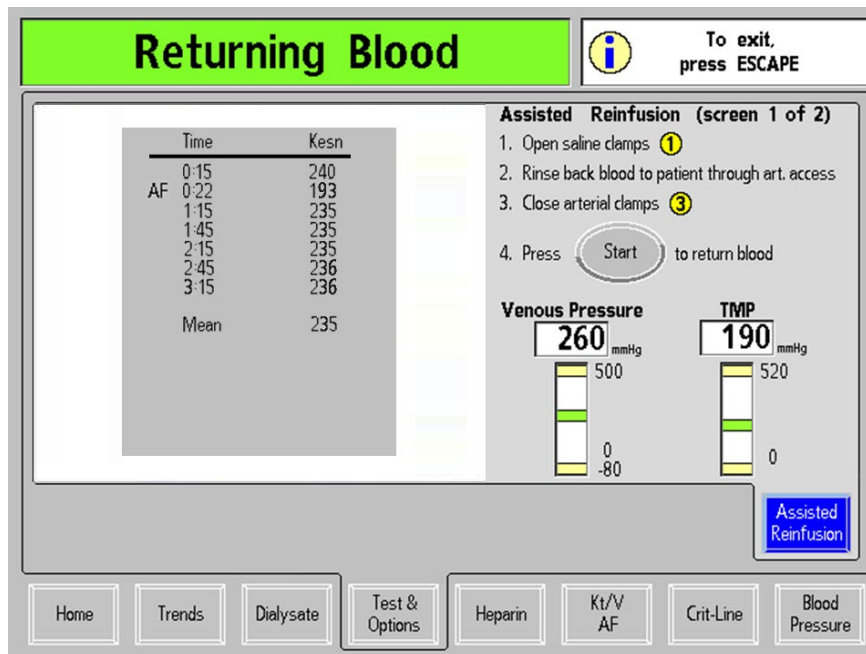 Returning Blood
i
To exit,
press ESCAPE
Time Kesn
0:15 240
AF 0:22 193
1:15 235
1:45 235
2:15 235
2:45 236
3:15 236
Mean 235
Assisted Reinfusion (screen 1 of 2)
1. Open saline clamps 1
2. Rinse back blood to patient through art. access
3. Close arterial clamps 3
4. Press Start to return blood
Venous Pressure
260 mmHg
500
0
-80
TMP
190 mmHg
520
0
Assisted
Reinfusion
Home
Trends
Dialysate
Test &
Options
Heparin
Kt/V
AF
Crit-Line
Blood
Pressure